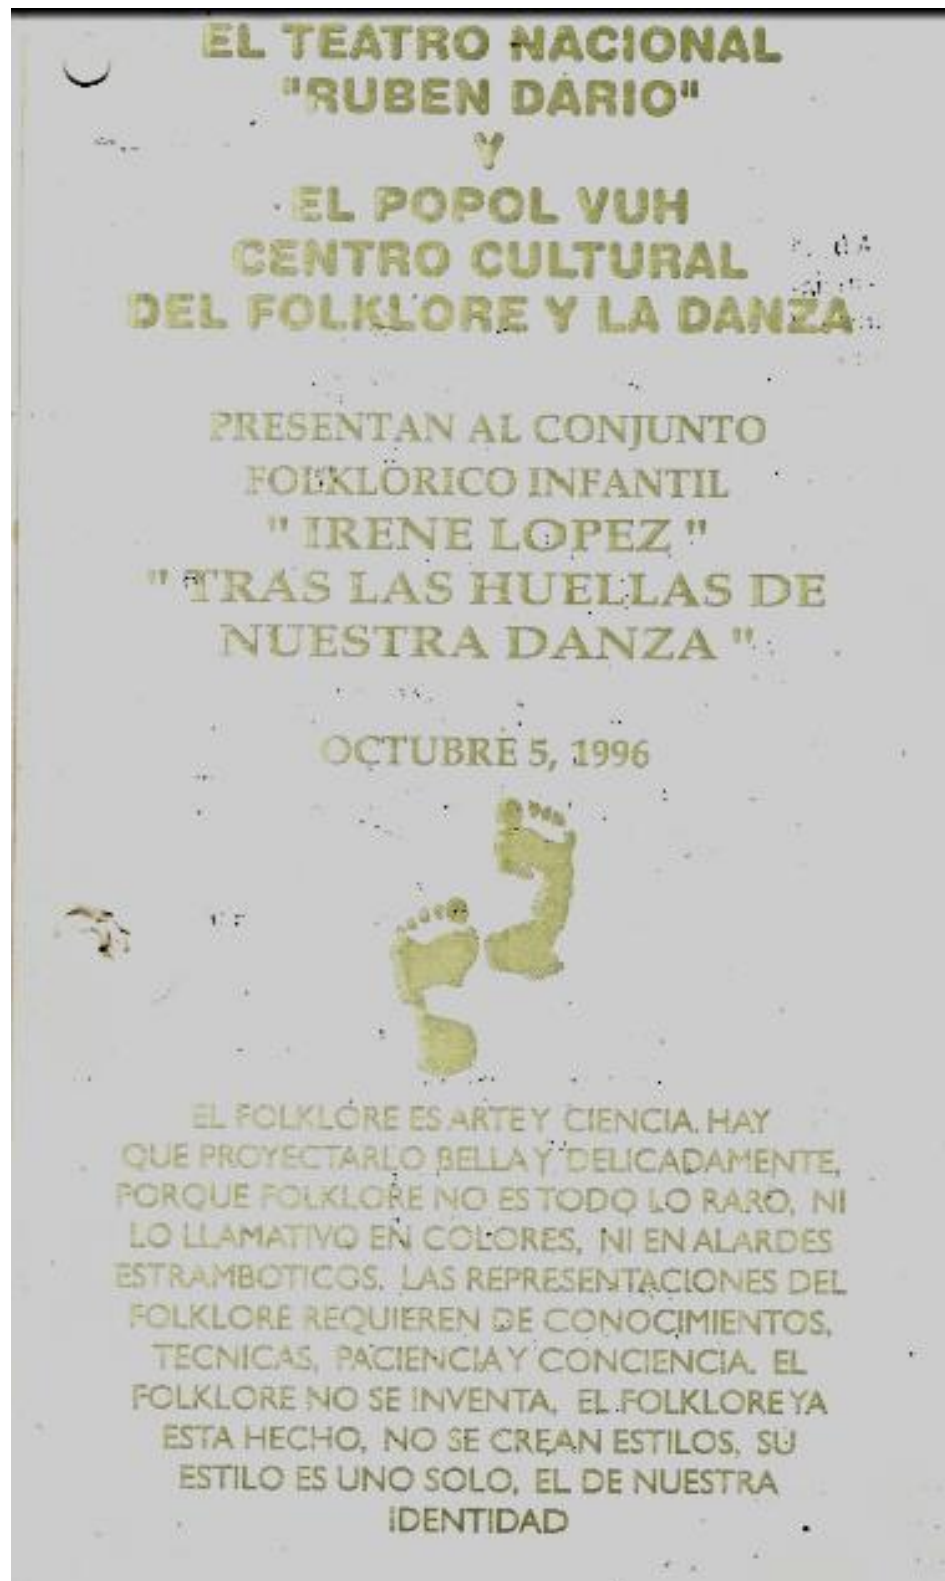 EL TEATRO NACIONAL
"RUBEN DARIO"
Y
EL POPOL VUH
CENTRO CULTURAL
DEL FOLKLORE Y LA DANZA
PRESENTAN AL CONJUNTO
FOLKLÓRICO INFANTIL
" IRENE LOPEZ "
" TRAS LAS HUELLAS DE
NUESTRA DANZA "
OCTUBRE 5, 1996
EL FOLKLORE ES ARTE Y CIENCIA. HAY
QUE PROYECTARLO BELLA Y DELICADAMENTE,
PORQUE FOLKLORE NO ES TODO LO RARO, NI
LO LLAMATIVO EN COLORES, NI EN ALARDES
ESTRAMBOTICOS. LAS REPRESENTACIONES DEL
FOLKLORE REQUIEREN DE CONOCIMIENTOS,
TECNICAS, PACIENCIA Y CONCIENCIA. EL
FOLKLORE NO SE INVENTA, EL FOLKLORE YA
ESTA HECHO, NO SE CREAN ESTILOS, SU
ESTILO ES UNO SOLO, EL DE NUESTRA
IDENTIDAD